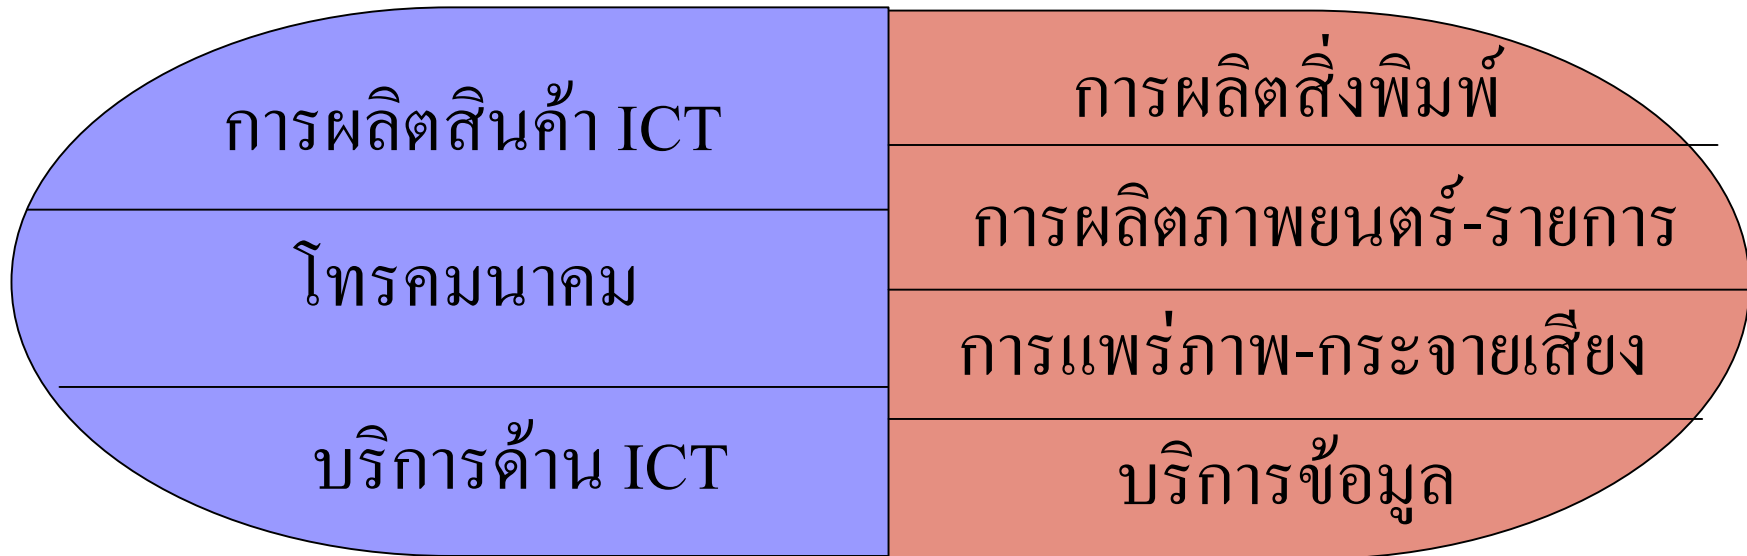 การผลิตสินค้า ICT
โทรคมนาคม
บริการด้าน ICT
การผลิตสิ่งพิมพ์
การผลิตภาพยนตร์-รายการ
การแพร่ภาพ-กระจายเสียง
บริการข้อมูล